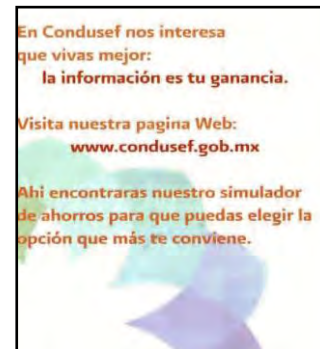 En Condusef nos interesa
que vivas mejor:
la información es tu ganancia.
Visita nuestra pagina Web:
www.condusef.gob.mx
Ahi encontraras nuestro simulador
de ahorros para que puedas elegir la
opción que más te conviene.